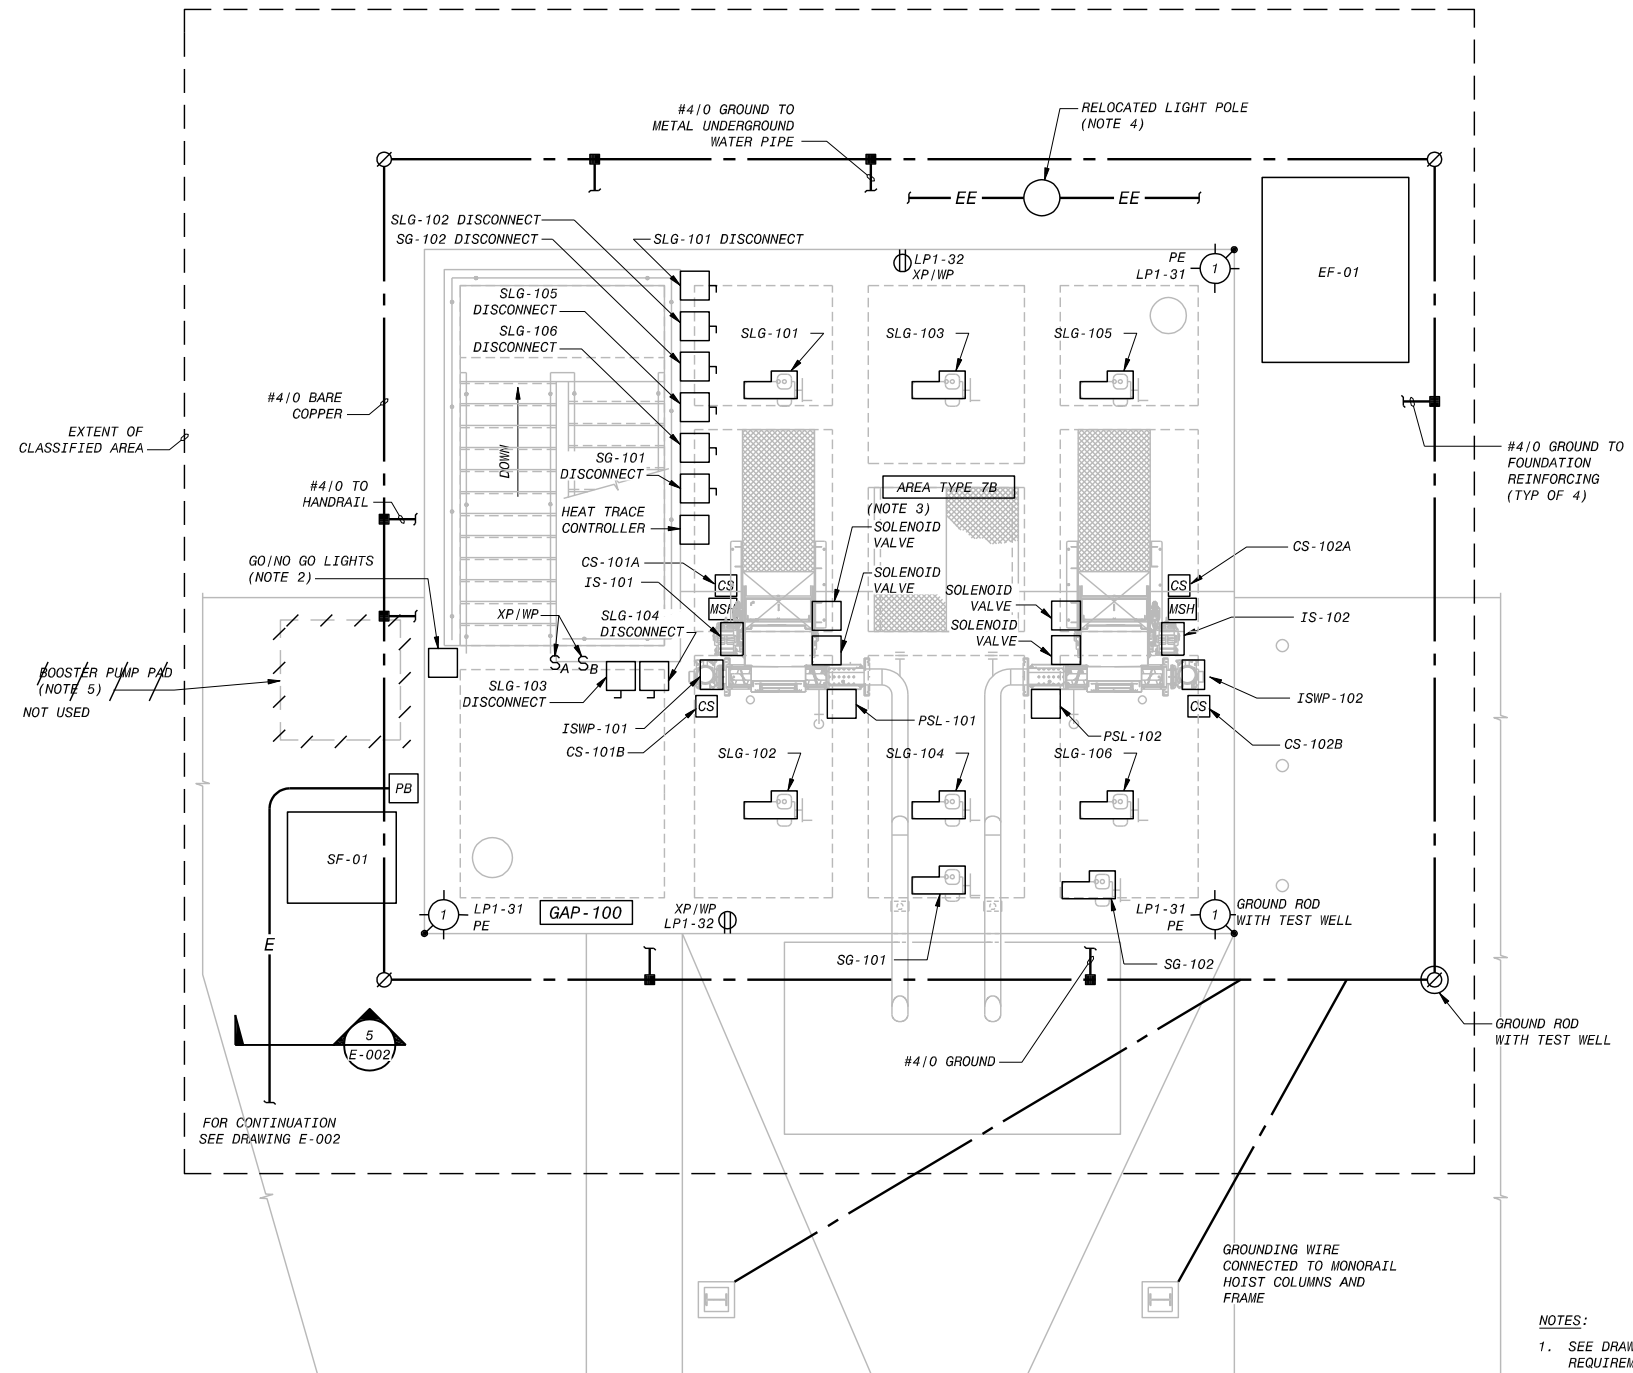 #4/0 GROUND TO
METAL UNDERGROUND
WATER PIPE
RELOCATED LIGHT POLE
(NOTE 4)
EE
EE
SLG-102 DISCONNECT
SG-102 DISCONNECT
SLG-101 DISCONNECT
LP1-32
XP/WP
PE
LP1-31
1
EF-01
SLG-105
DISCONNECT
SLG-106
DISCONNECT
SLG-101
SLG-103
SLG-105
#4/0 BARE
COPPER
EXTENT OF
CLASSIFIED AREA
DOWN
#4/0 GROUND TO
FOUNDATION
REINFORCING
(TYP OF 4)
SG-101
DISCONNECT
#4/0 TO
HANDRAIL
AREA TYPE 7B
(NOTE 3)
HEAT TRACE
CONTROLLER
SOLENOID
VALVE
CS-102A
GO/NO GO LIGHTS
(NOTE 2)
CS-101A
IS-101
CS
MSH
SOLENOID
VALVE
SOLENOID
VALVE
CS
MSH
XP/WP
SLG-104
DISCONNECT
SOLENOID
VALVE
IS-102
S
A
S
B
BOOSTER PUMP PAD
(NOTE 5)
NOT USED
SLG-103
DISCONNECT
ISWP-102
CS
CS
ISWP-101
PSL-101
PSL-102
CS-101B
CS-102B
SLG-102
SLG-104
SLG-106
PB
SF-01
1
LP1-31
PE
GAP-100
XP/WP
LP1-32
LP1-31
PE
1
GROUND ROD
WITH TEST WELL
E
SG-101
SG-102
5
E-002
GROUND ROD
WITH TEST WELL
#4/0 GROUND
FOR CONTINUATION
SEE DRAWING E-002
GROUNDING WIRE
CONNECTED TO MONORAIL
HOIST COLUMNS AND
FRAME
NOTES:
1. SEE DRAW
REQUIREM